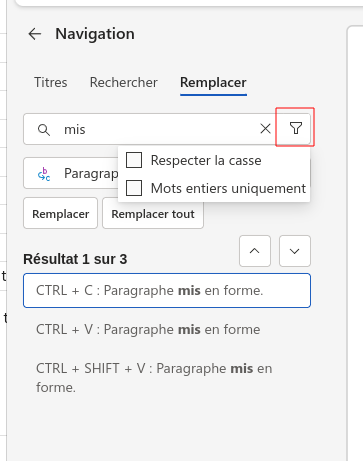 Navigation
Titres Rechercher Remplacer
mis
Respecter la casse
Paragrap
Mots entiers uniquement
Remplacer Remplacer tout
Résultat 1 sur 3
CTRL + C : Paragraphe mis en forme.
CTRL + V : Paragraphe mis en forme
CTRL + SHIFT + V : Paragraphe mis en
forme.